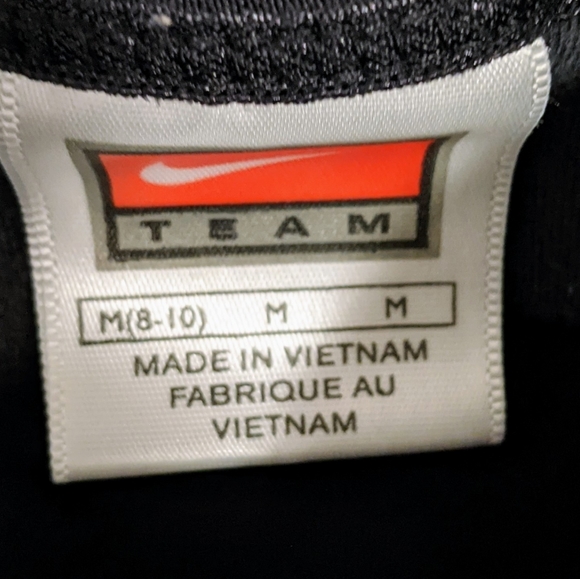 TEAM
M(8-10) M M
MADE IN VIETNAM
FABRIQUE AU
VIETNAM